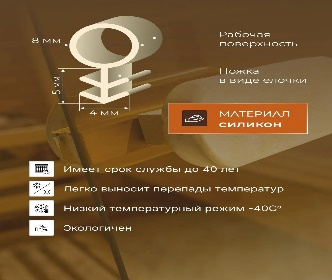 8 мм
Рабочая
поверхность
Ножка
в виде елочки
5 мм
4 мм
МАТЕРИАЛ
СИЛИКОН
Имеет срок службы до 40 лет
Легко выносит перепады температур
Низкий температурный режим -40С°
Экологичен